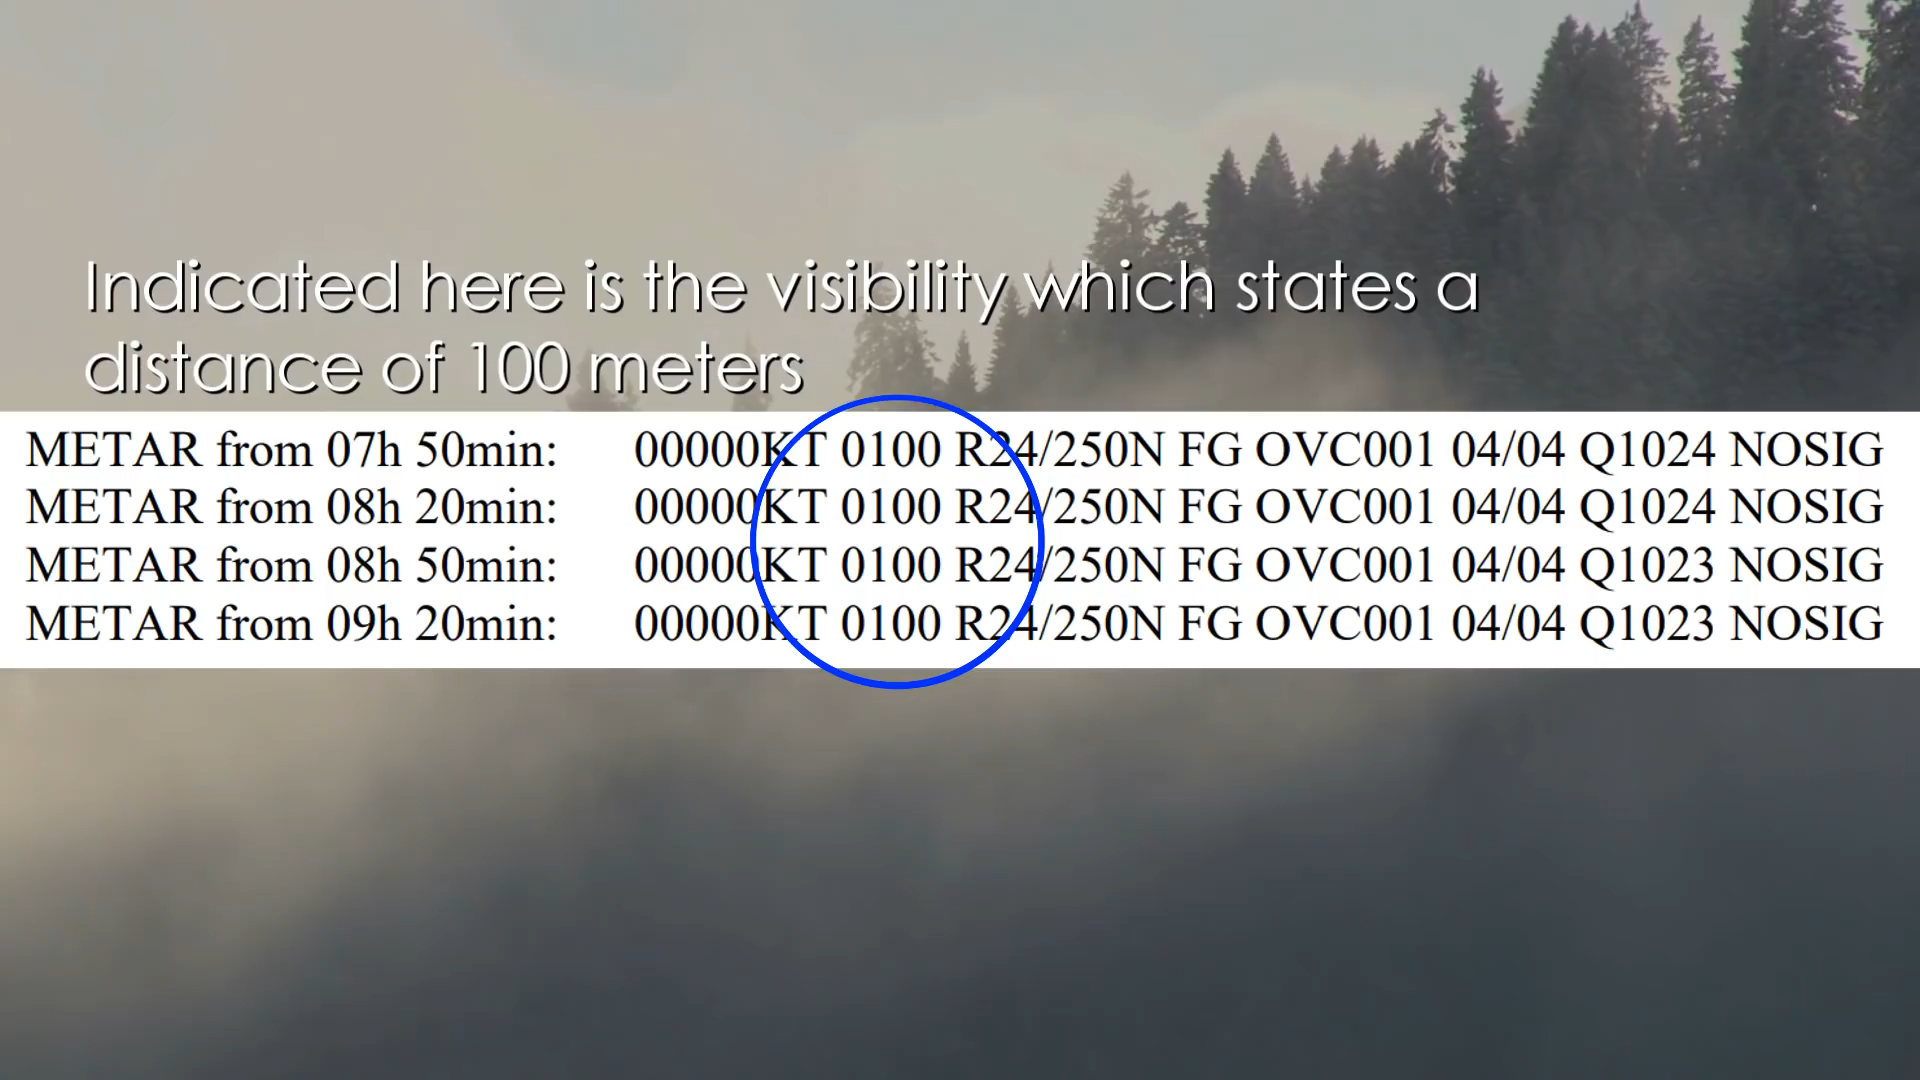 Indicated here is the visibility which states a
distance of 100 meters
METAR from 07h 50min: 00000KT 0100 R24/250N FG OVC001 04/04 Q1024 NOSIG
METAR from 08h 20min: 00000KT 0100 R24/250N FG OVC001 04/04 Q1024 NOSIG
METAR from 08h 50min: 00000KT 0100 R24/250N FG OVC001 04/04 Q1023 NOSIG
METAR from 09h 20min: 00000KT 0100 R24/250N FG OVC001 04/04 Q1023 NOSIG